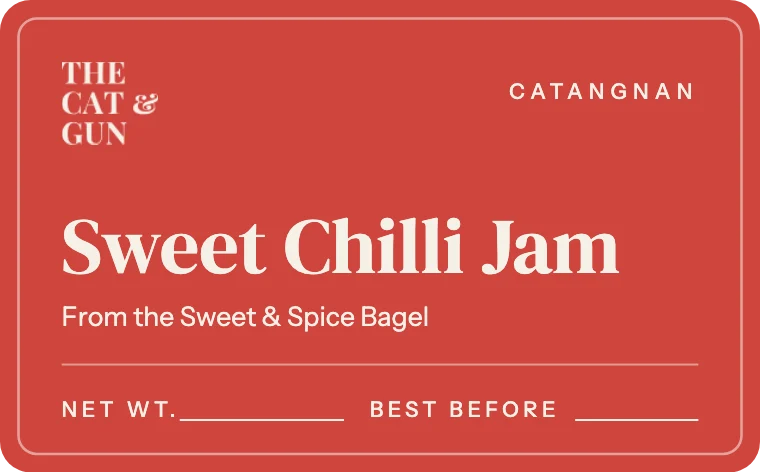 THE
CAT &
GUN
CATANGNAN
Sweet Chilli Jam
From the Sweet & Spice Bagel
NET WT. BEST BEFORE